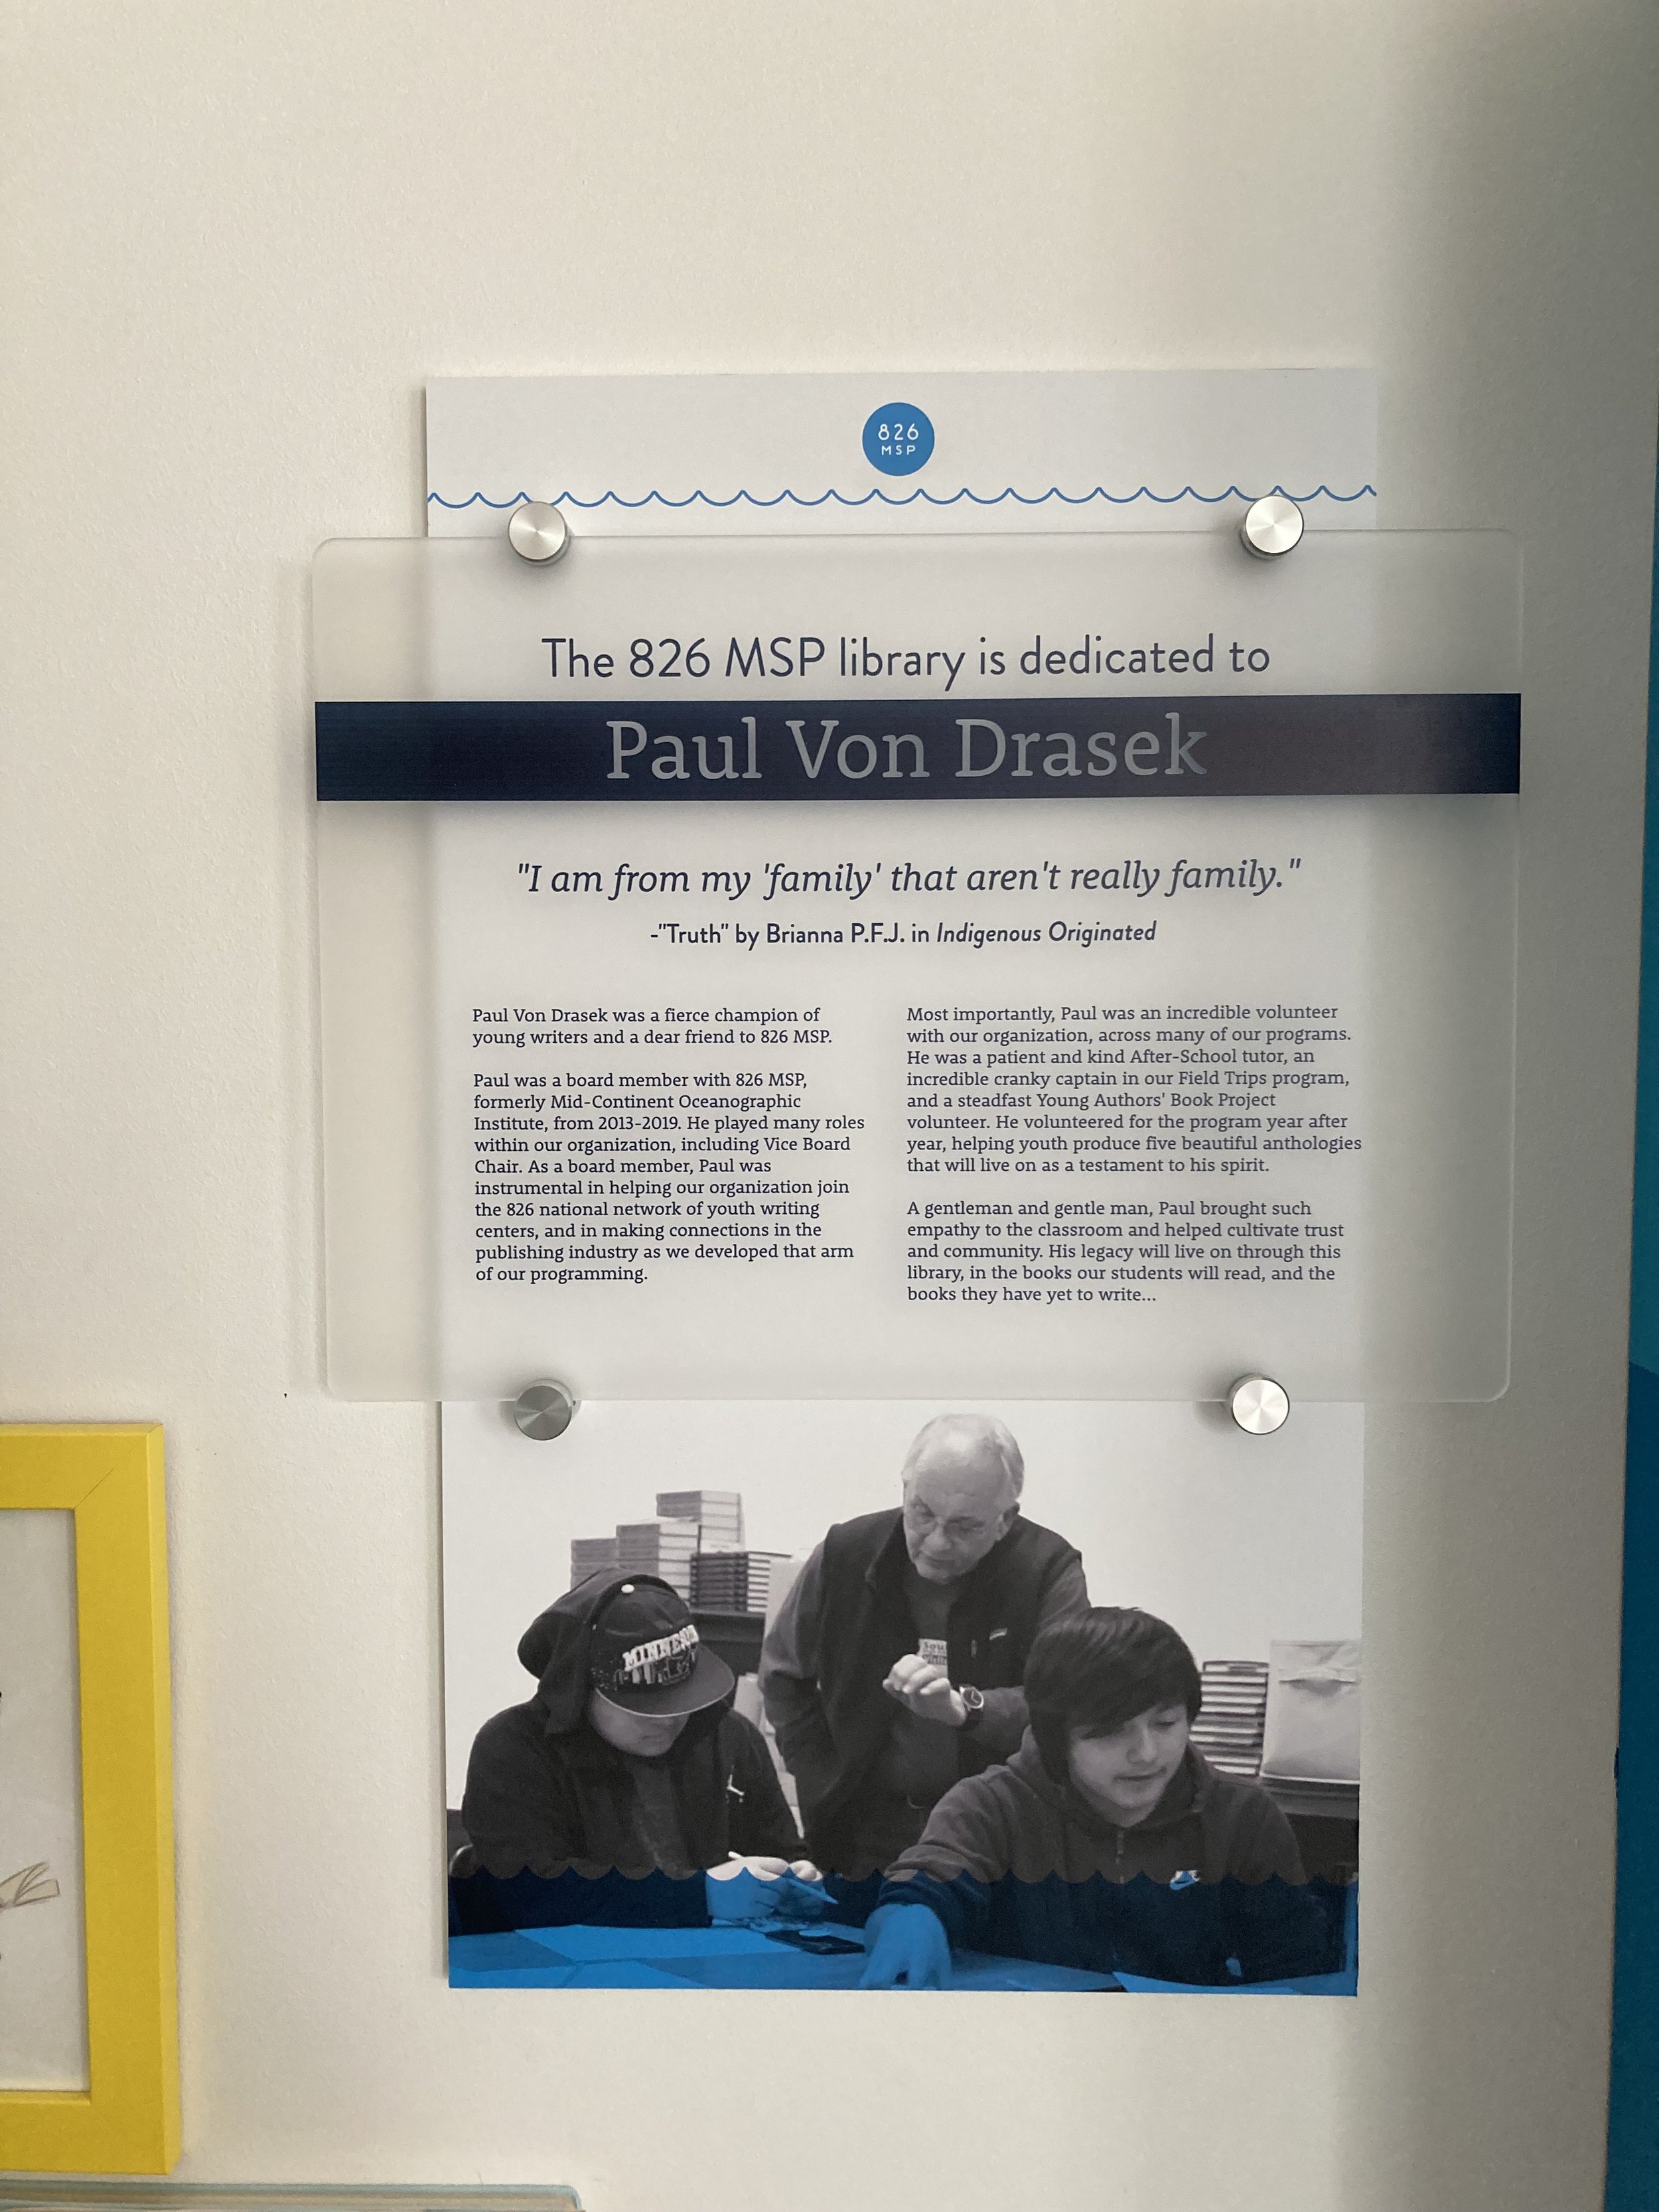 826
MSP
The 826 MSP library is dedicated to
Paul Von Drasek
"I am from my 'family' that aren't really family."
-"Truth" by Brianna P.F.J. in Indigenous Originated
Paul Von Drasek was a fierce champion of
young writers and a dear friend to 826 MSP.
Paul was a board member with 826 MSP,
formerly Mid-Continent Oceanographic
Institute, from 2013-2019. He played many roles
within our organization, including Vice Board
Chair. As a board member, Paul was
instrumental in helping our organization join
the 826 national network of youth writing
centers, and in making connections in the
publishing industry as we developed that arm
of our programming.
Most importantly, Paul was an incredible volunteer
with our organization, across many of our programs.
He was a patient and kind After-School tutor, an
incredible cranky captain in our Field Trips program,
and a steadfast Young Authors' Book Project
volunteer. He volunteered for the program year after
year, helping youth produce five beautiful anthologies
that will live on as a testament to his spirit.
A gentleman and gentle man, Paul brought such
empathy to the classroom and helped cultivate trust
and community. His legacy will live on through this
library, in the books our students will read, and the
books they have yet to write...